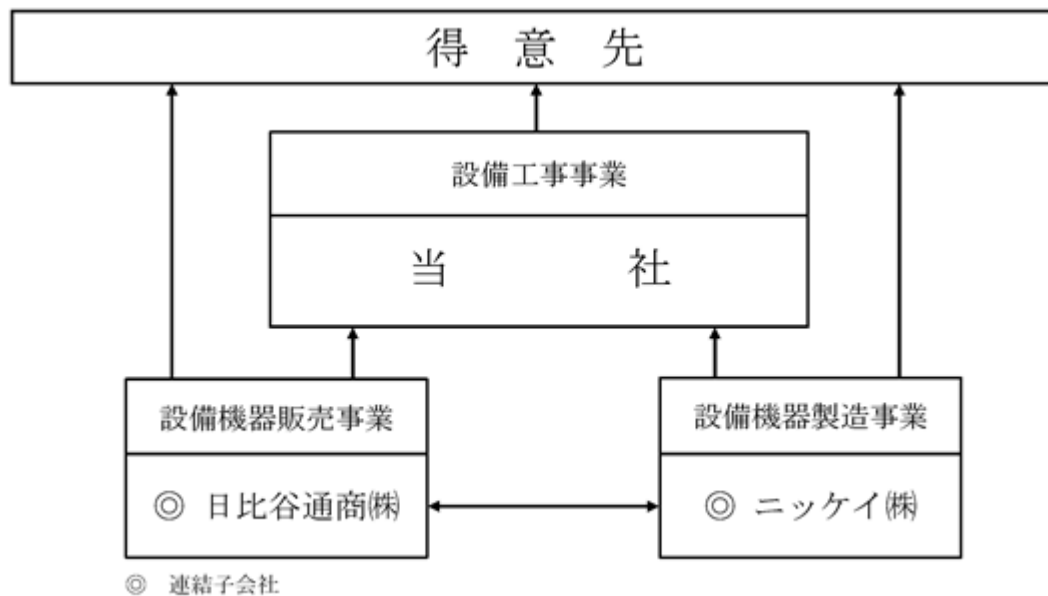 得意先
設備工事事業
当社
設備機器販売事業
設備機器製造事業
◎ 日比谷通商㈱
◎ ニッケイ㈱
◎ 連結子会社